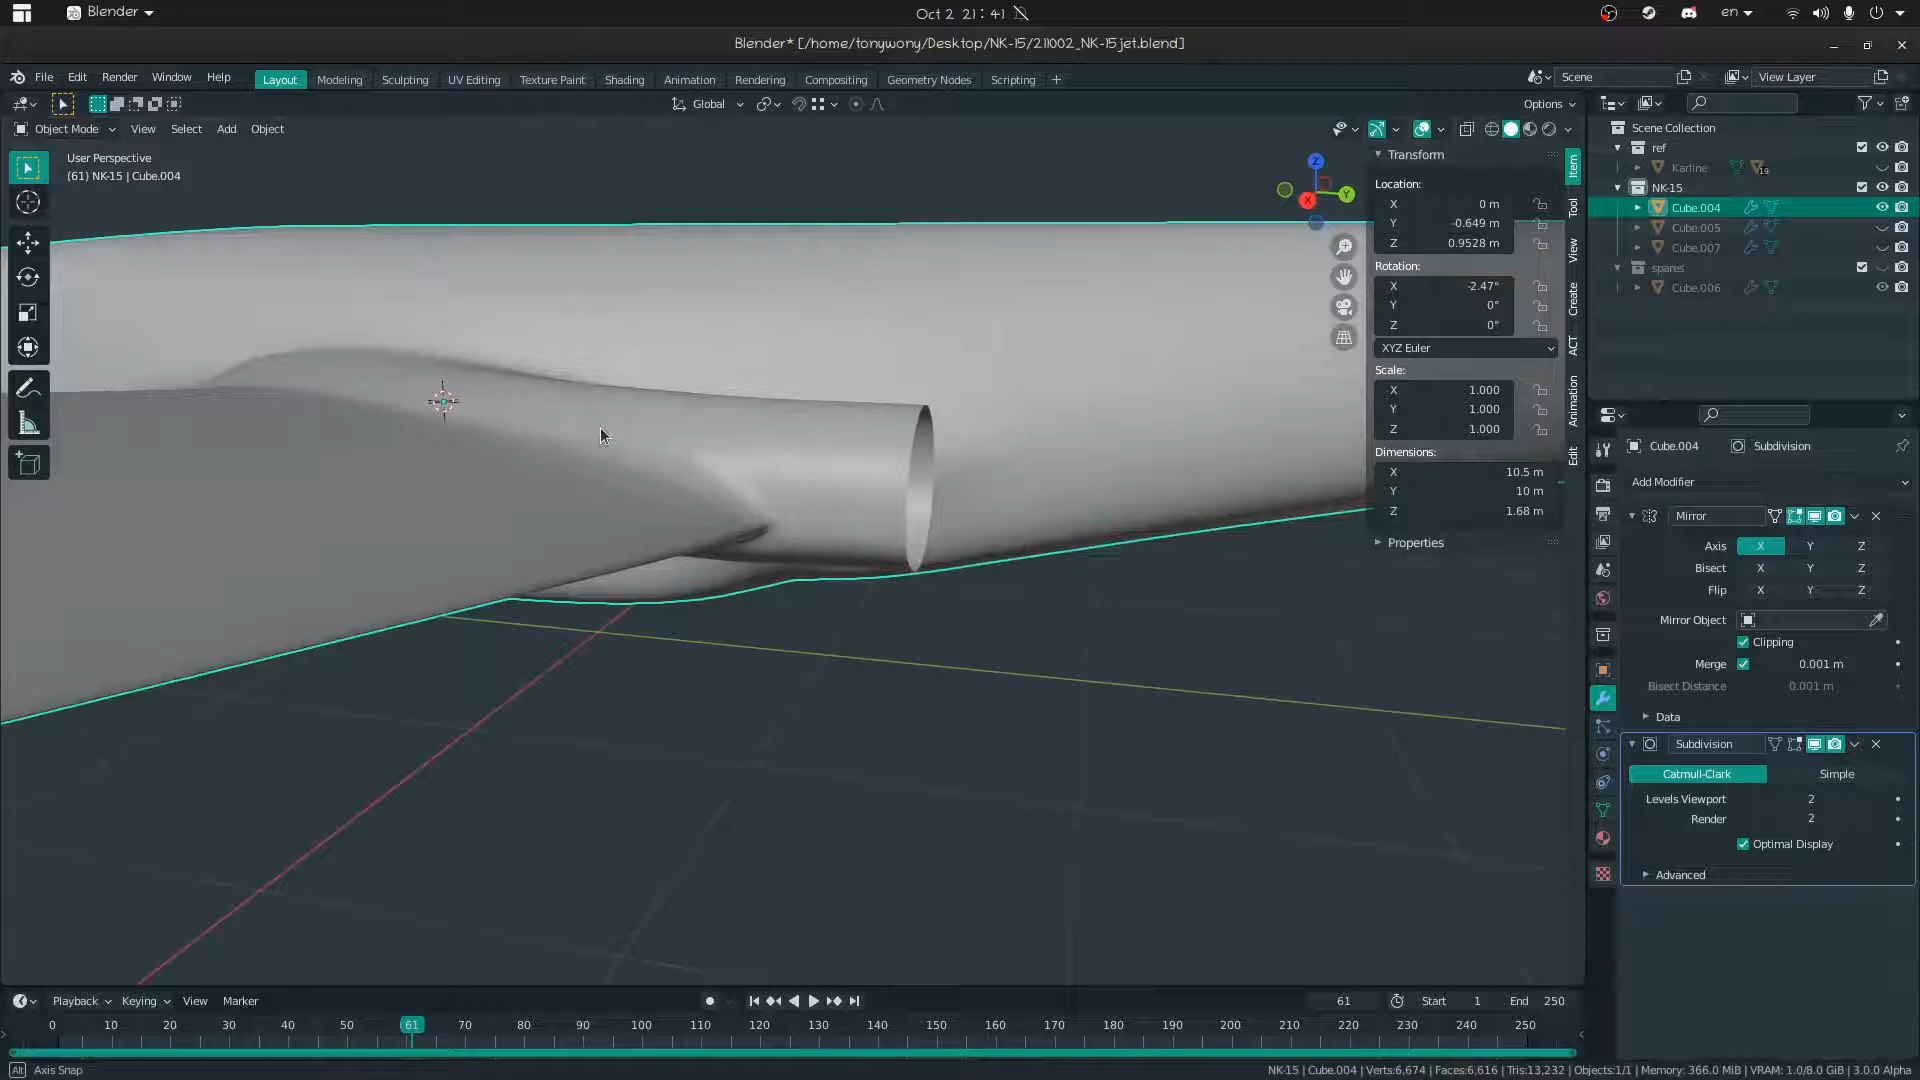 Blender
Oct 2 21:41
en
Blender* [/home/tonywony/Desktop/NK-15/211002_NK-15jet.blend]
File Edit Render Window Help
Layout Modeling Sculpting UV Editing Texture Paint Shading Animation Rendering Compositing Geometry Nodes Scripting +
Scene
View Layer
Global
Options
Object Mode View Select Add Object
User Perspective
(61) NK-15 | Cube.004
Z
Y
X
Transform
Location:
X 0 m
Y -0.649 m
Z 0.9528 m
Rotation:
X -2.47°
Y 0°
Z 0°
XYZ Euler
Scale:
X 1.000
Y 1.000
Z 1.000
Dimensions:
X 10.5 m
Y 10 m
Z 1.68 m
Properties
Item
Tool
View
Create
ACT
Animation
Edit
Scene Collection
ref
Karline 19
NK-15
Cube.004
Cube.005
Cube.007
spares
Cube.006
Cube.004 Subdivision
Add Modifier
Mirror
Axis X Y Z
Bisect X Y Z
Flip X Y Z
Mirror Object
Clipping
Merge 0.001 m
Bisect Distance 0.001 m
Data
Subdivision
Catmull-Clark Simple
Levels Viewport 2
Render 2
Optimal Display
Advanced
Playback Keying View Marker
61 Start 1 End 250
0 10 20 30 40 50 61 70 80 90 100 110 120 130 140 150 160 170 180 190 200 210 220 230 240 250
Alt Axis Snap
NK-15 | Cube.004 | Verts:6,674 | Faces:6,616 | Tris:13,232 | Objects:1/1 | Memory: 366.0 MiB | VRAM: 1.0/8.0 GiB | 3.0.0 Alpha